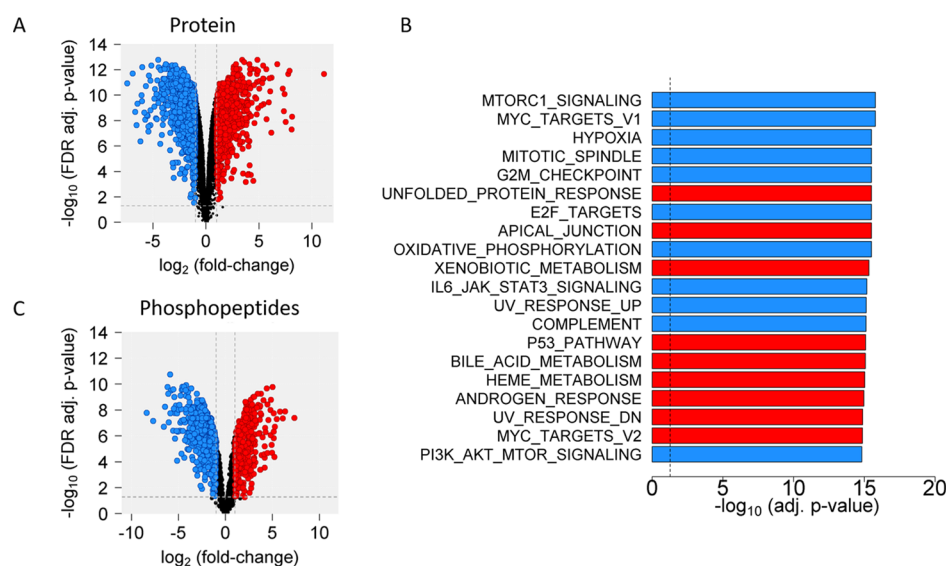 A
Protein
14
12
10
8
6
4
2
0
-log10 (FDR adj. p-value)
-5
0
5
10
log2 (fold-change)
B
MTORC1_SIGNALING
MYC_TARGETS_V1
HYPOXIA
MITOTIC_SPINDLE
G2M_CHECKPOINT
UNFOLDED_PROTEIN_RESPONSE
E2F_TARGETS
APICAL_JUNCTION
OXIDATIVE_PHOSPHORYLATION
XENOBIOTIC_METABOLISM
IL6_JAK_STAT3_SIGNALING
UV_RESPONSE_UP
COMPLEMENT
P53_PATHWAY
BILE_ACID_METABOLISM
HEME_METABOLISM
ANDROGEN_RESPONSE
UV_RESPONSE_DN
MYC_TARGETS_V2
PI3K_AKT_MTOR_SIGNALING
0
5
10
15
20
-log10 (adj. p-value)
C
Phosphopeptides
14
12
10
8
6
4
2
0
-log10 (FDR adj. p-value)
-10
-5
0
5
10
log2 (fold-change)